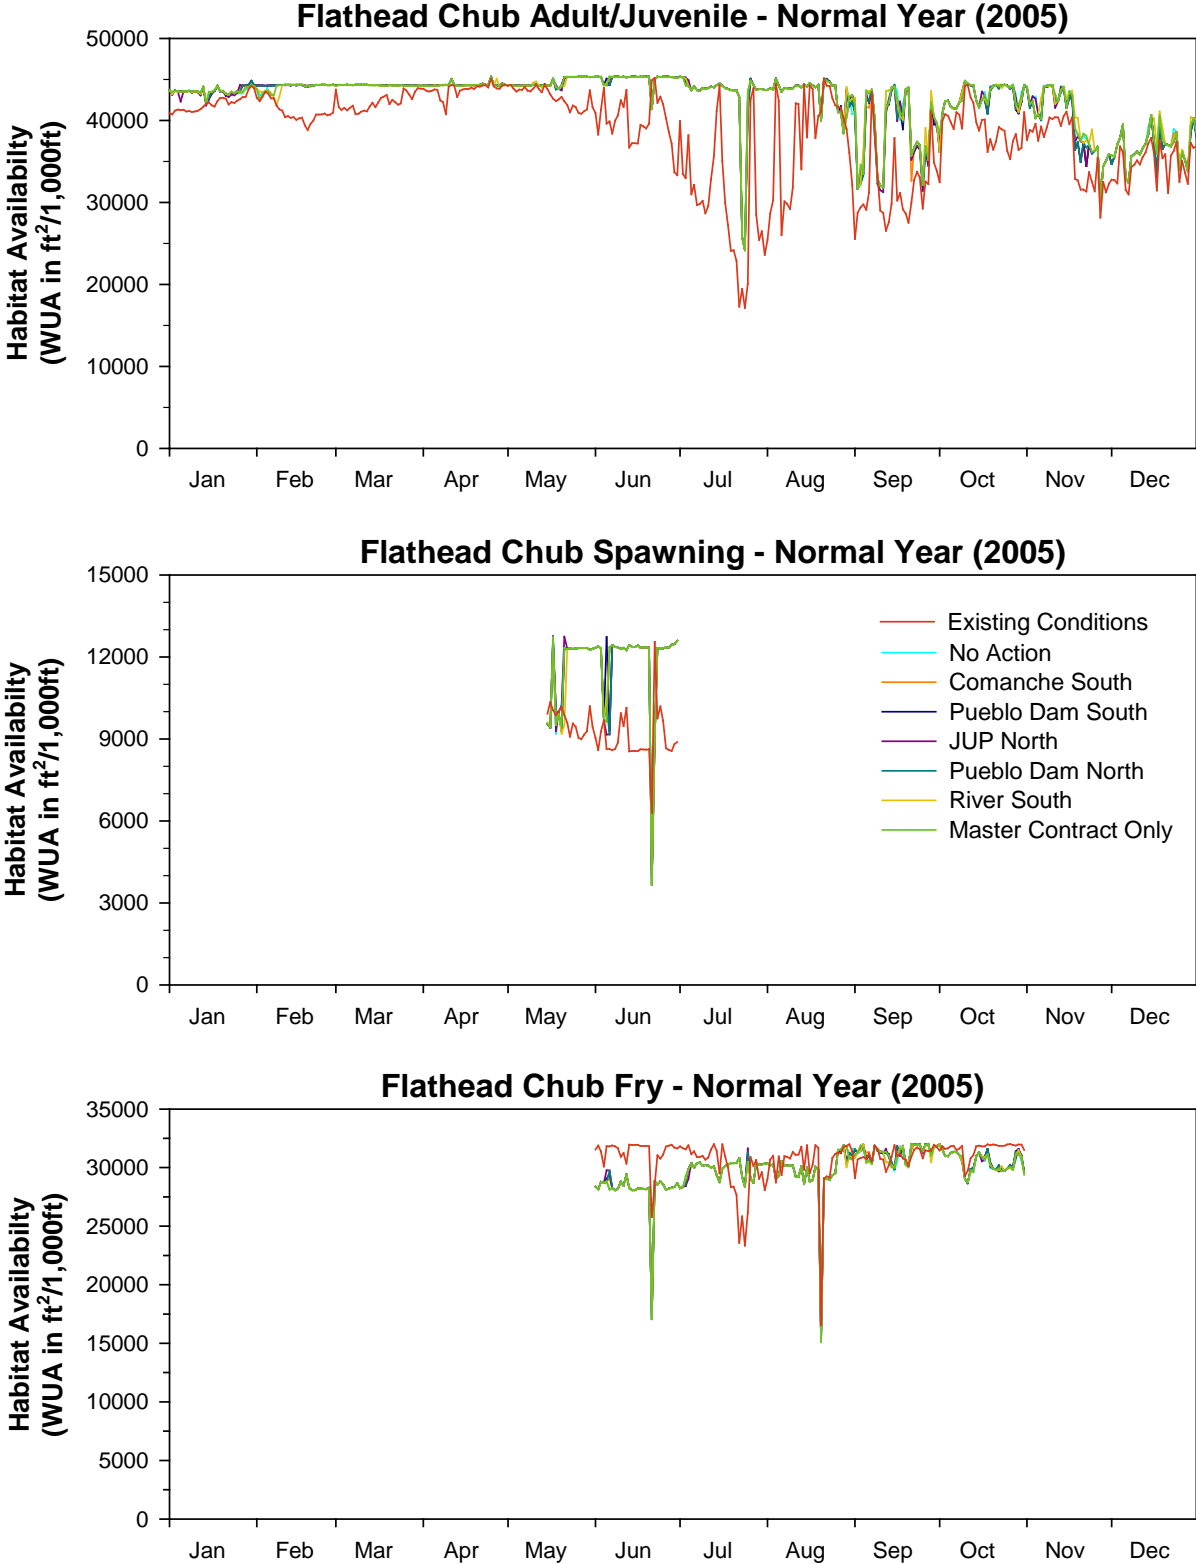 Flathead Chub Adult/Juvenile - Normal Year (2005)
Habitat Availabilty
(WUA in ft²/1,000ft)
50000
40000
30000
20000
10000
0
Jan Feb Mar Apr May Jun Jul Aug Sep Oct Nov Dec
Flathead Chub Spawning - Normal Year (2005)
Habitat Availabilty
(WUA in ft²/1,000ft)
15000
12000
9000
6000
3000
0
Existing Conditions
No Action
Comanche South
Pueblo Dam South
JUP North
Pueblo Dam North
River South
Master Contract Only
Jan Feb Mar Apr May Jun Jul Aug Sep Oct Nov Dec
Flathead Chub Fry - Normal Year (2005)
Habitat Availabilty
(WUA in ft²/1,000ft)
35000
30000
25000
20000
15000
10000
5000
0
Jan Feb Mar Apr May Jun Jul Aug Sep Oct Nov Dec